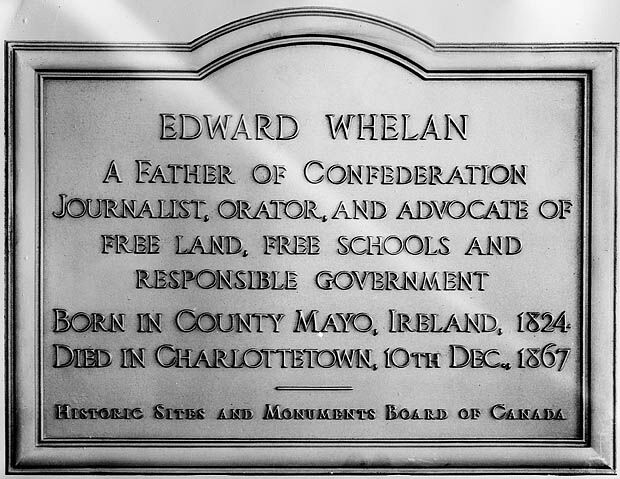 EDWARD WHELAN
A FATHER OF CONFEDERATION
JOURNALIST, ORATOR, AND ADVOCATE OF
FREE LAND, FREE SCHOOLS AND
RESPONSIBLE GOVERNMENT
BORN IN COUNTY MAYO, IRELAND, 1824.
DIED IN CHARLOTTETOWN, 10TH DEC., 1867
HISTORIC SITES AND MONUMENTS BOARD OF CANADA